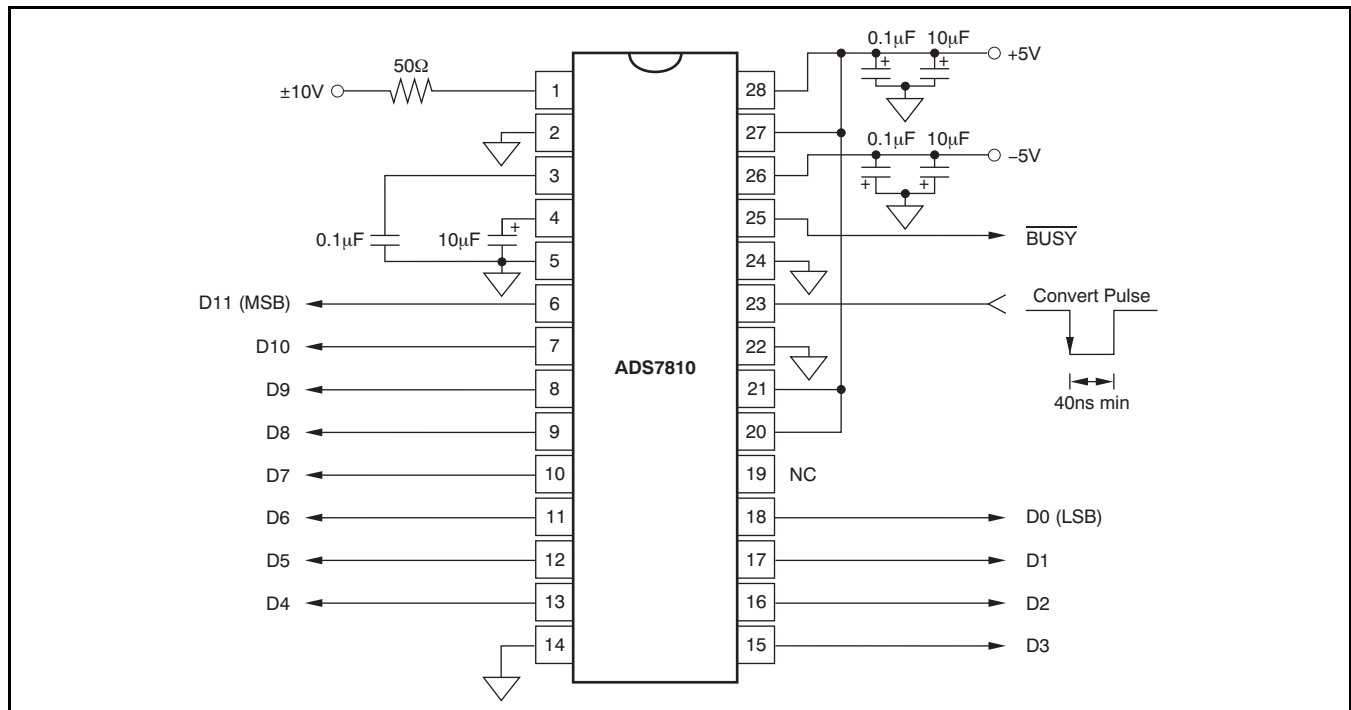 0.1µF 10µF
+5V
50Ω
±10V
+
+
1
28
2
27
0.1µF 10µF
–5V
3
26
+
+
4
+
25
0.1µF
10µF
BUSY
5
24
D11 (MSB)
6
23
Convert Pulse
D10
7
22
ADS7810
D9
8
21
40ns min
D8
9
20
D7
10
19
NC
D6
11
18
D0 (LSB)
D5
12
17
D1
D4
13
16
D2
14
15
D3